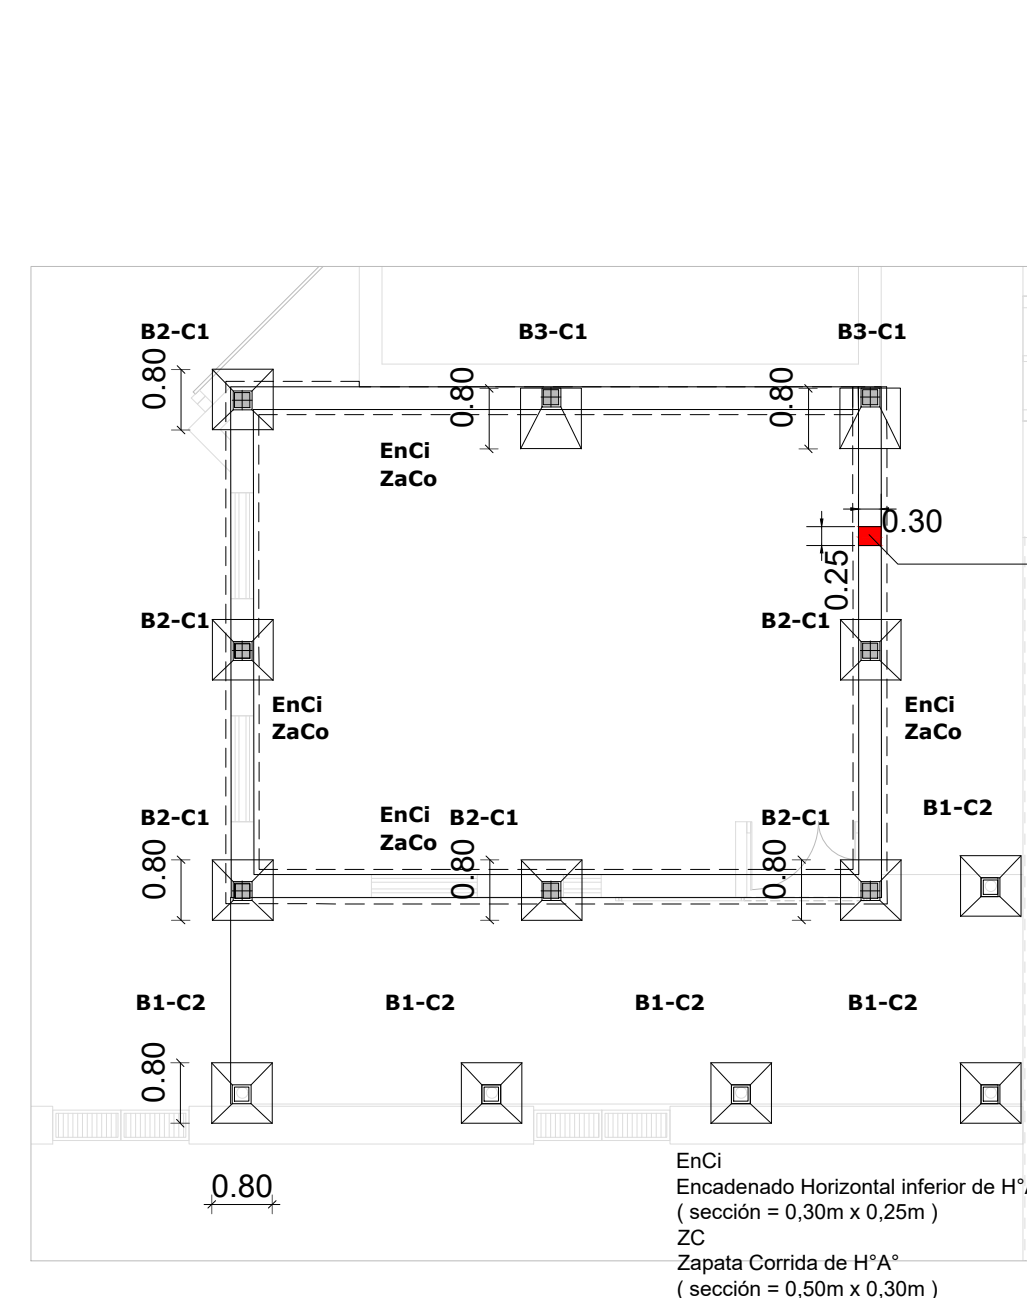 B2-C1
B3-C1
B3-C1
0.80
0.80
0.80
EnCi
ZaCo
0.30
0.25
B2-C1
B2-C1
EnCi
ZaCo
EnCi
ZaCo
B2-C1
EnCi
ZaCo
B2-C1
B2-C1
B1-C2
0.80
0.80
0.80
B1-C2
B1-C2
B1-C2
B1-C2
0.80
0.80
EnCi
Encadenado Horizontal inferior de H°A
( sección = 0,30m x 0,25m )
ZC
Zapata Corrida de H°A°
( sección = 0,50m x 0,30m )